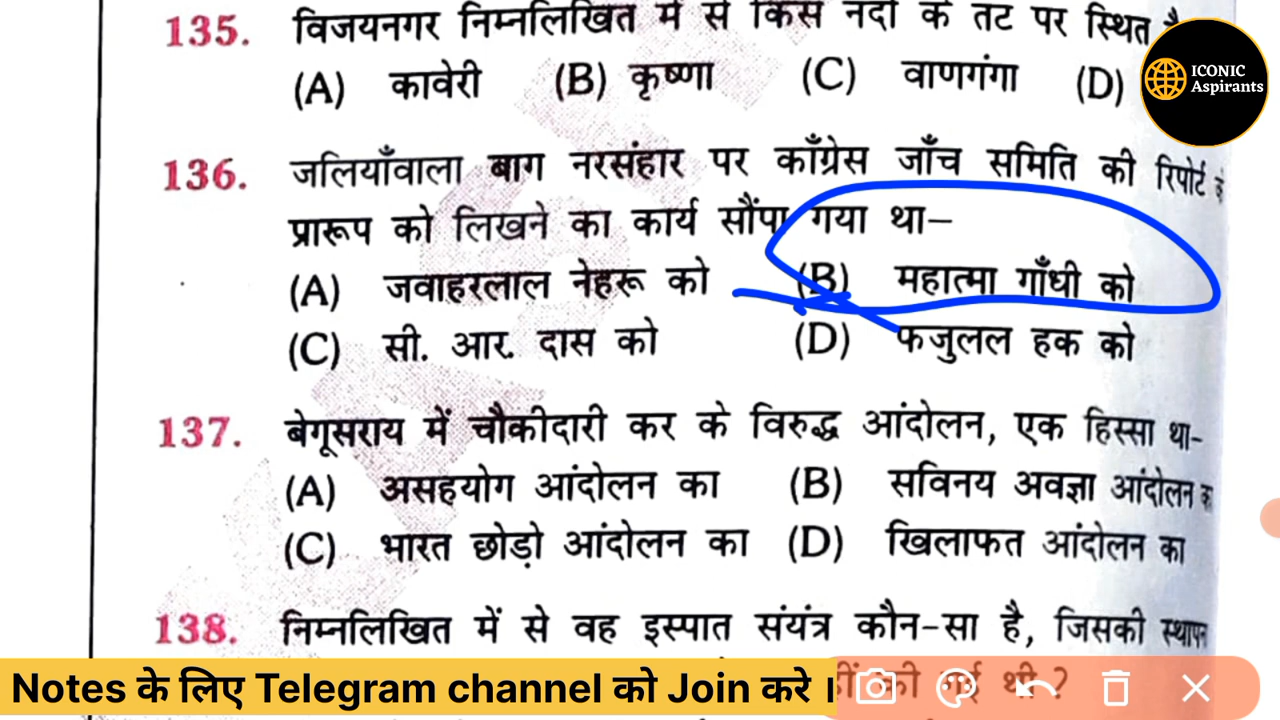 135. विजयनगर निम्नलिखित में से किस नदी के तट पर स्थित
(A) कावेरी (B) कृष्णा (C) वाणगंगा (D)
ICONIC
Aspirants
136. जलियाँवाला बाग नरसंहार पर काँग्रेस जाँच समिति की रिपोर्ट
प्रारूप को लिखने का कार्य सौंपा गया था–
(A) जवाहरलाल नेहरू को (B) महात्मा गाँधी को
(C) सी. आर. दास को (D) फजुलल हक को
137. बेगूसराय में चौकीदारी कर के विरुद्ध आंदोलन, एक हिस्सा था-
(A) असहयोग आंदोलन का (B) सविनय अवज्ञा आंदोलन का
(C) भारत छोड़ो आंदोलन का (D) खिलाफत आंदोलन का
138. निम्नलिखित में से वह इस्पात संयंत्र कौन-सा है, जिसकी
की गई थी ?
Notes के लिए Telegram channel को Join करे ।